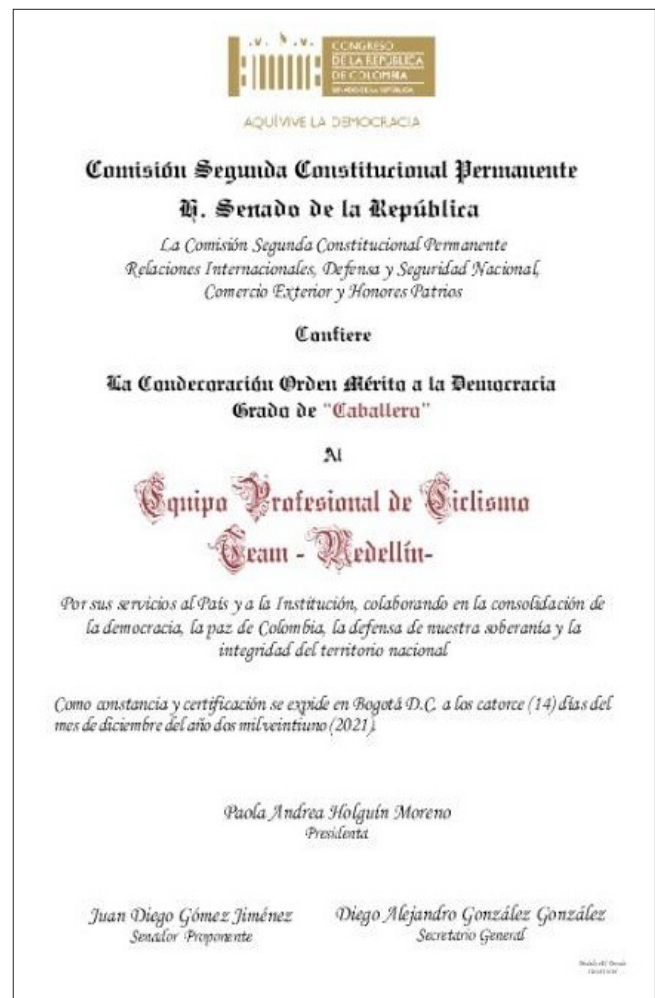 CONGRESO
DE LA REPÚBLICA
DE COLOMBIA
SENADO DE LA REPÚBLICA
AQUÍ VIVE LA DEMOCRACIA
Comisión Segunda Constitucional Permanente
H. Senado de la República
La Comisión Segunda Constitucional Permanente
Relaciones Internacionales, Defensa y Seguridad Nacional,
Comercio Exterior y Honores Patrios
Confiere
La Condecoración Orden Mérito a la Democracia
Grado de "Caballero"
Al
Equipo Profesional de Ciclismo
Team - Medellín-
Por sus servicios al País y a la Institución, colaborando en la consolidación de
la democracia, la paz de Colombia, la defensa de nuestra soberanía y la
integridad del territorio nacional
Como constancia y certificación se expide en Bogotá D.C. a los catorce (14) días del
mes de diciembre del año dos mil veintiuno (2021).
Paola Andrea Holguín Moreno
Presidenta
Juan Diego Gómez Jiménez
Senador Proponente
Diego Alejandro González González
Secretario General